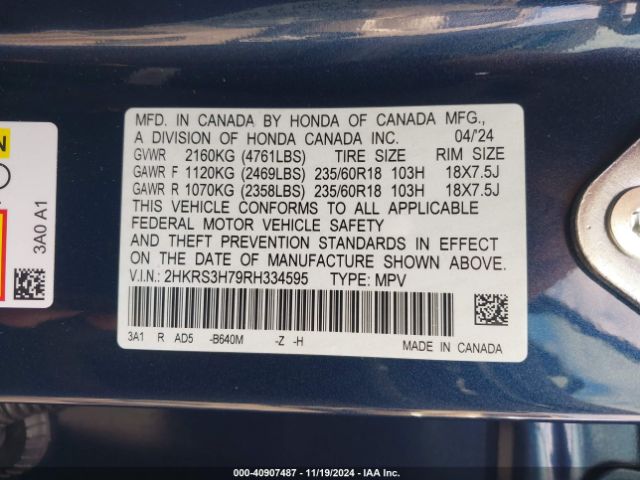 MFD. IN CANADA BY HONDA OF CANADA MFG.,
A DIVISION OF HONDA CANADA INC. 04/24
GVWR 2160KG (4761LBS) TIRE SIZE RIM SIZE
GAWR F 1120KG (2469LBS) 235/60R18 103H 18X7.5J
GAWR R 1070KG (2358LBS) 235/60R18 103H 18X7.5J
THIS VEHICLE CONFORMS TO ALL APPLICABLE
FEDERAL MOTOR VEHICLE SAFETY
AND THEFT PREVENTION STANDARDS IN EFFECT
ON THE DATE OF MANUFACTURE SHOWN ABOVE.
V.I.N.: 2HKRS3H79RH334595 TYPE: MPV
3A1 R AD5 -B640M -Z -H
MADE IN CANADA
3A0 A1
000-40907487 - 11/19/2024 - IAA Inc.